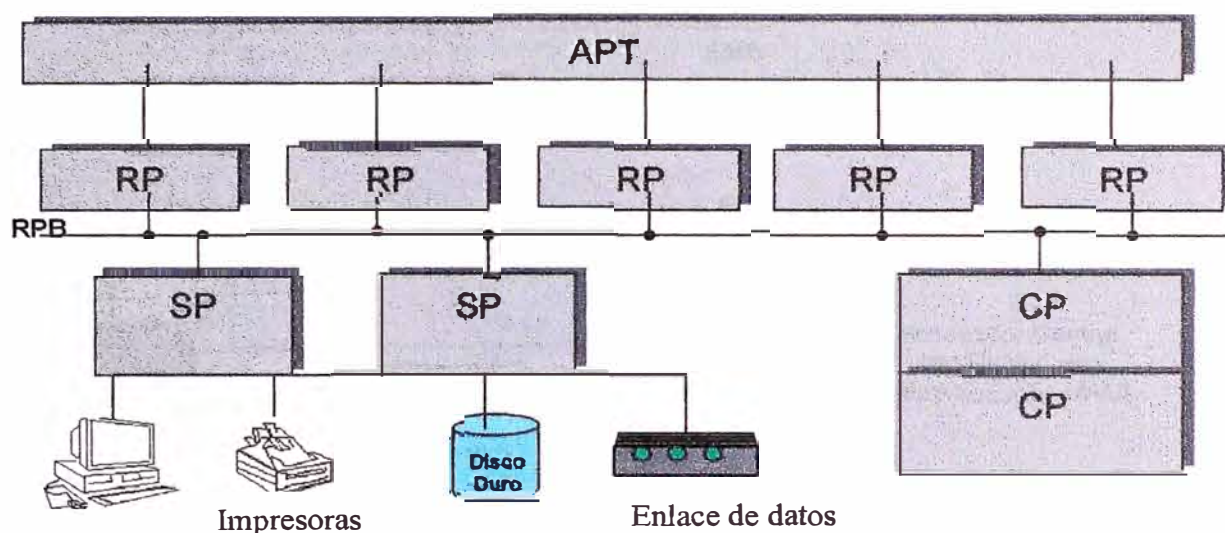 APT
RP RP RP RP RP
RPB
SP SP CP
CP
Disco
Duro
Impresoras Enlace de datos